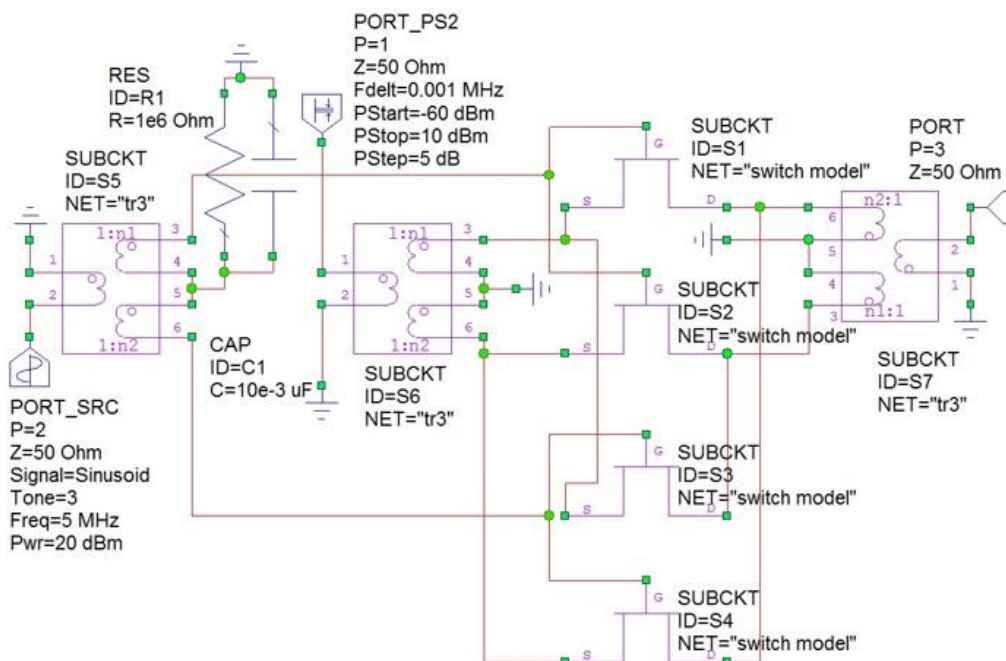 PORT_PS2
P=1
Z=50 Ohm
Fdelt=0.001 MHz
PStart=-60 dBm
PStop=10 dBm
PStep=5 dB
RES
ID=R1
R=1e6 Ohm
SUBCKT
ID=S5
NET="tr3"
1:n1
3
4
1
2
5
6
1:n2
PORT_SRC
P=2
Z=50 Ohm
Signal=Sinusoid
Tone=3
Freq=5 MHz
Pwr=20 dBm
CAP
ID=C1
C=10e-3 uF
1:n1
3
4
1
2
5
6
1:n2
SUBCKT
ID=S6
NET="tr3"
SUBCKT
ID=S1
NET="switch model"
G
S
D
SUBCKT
ID=S2
NET="switch model"
G
S
D
SUBCKT
ID=S3
NET="switch model"
G
S
D
SUBCKT
ID=S4
NET="switch model"
G
S
D
PORT
P=3
Z=50 Ohm
n2:1
6
5
2
4
1
3
n1:1
SUBCKT
ID=S7
NET="tr3"